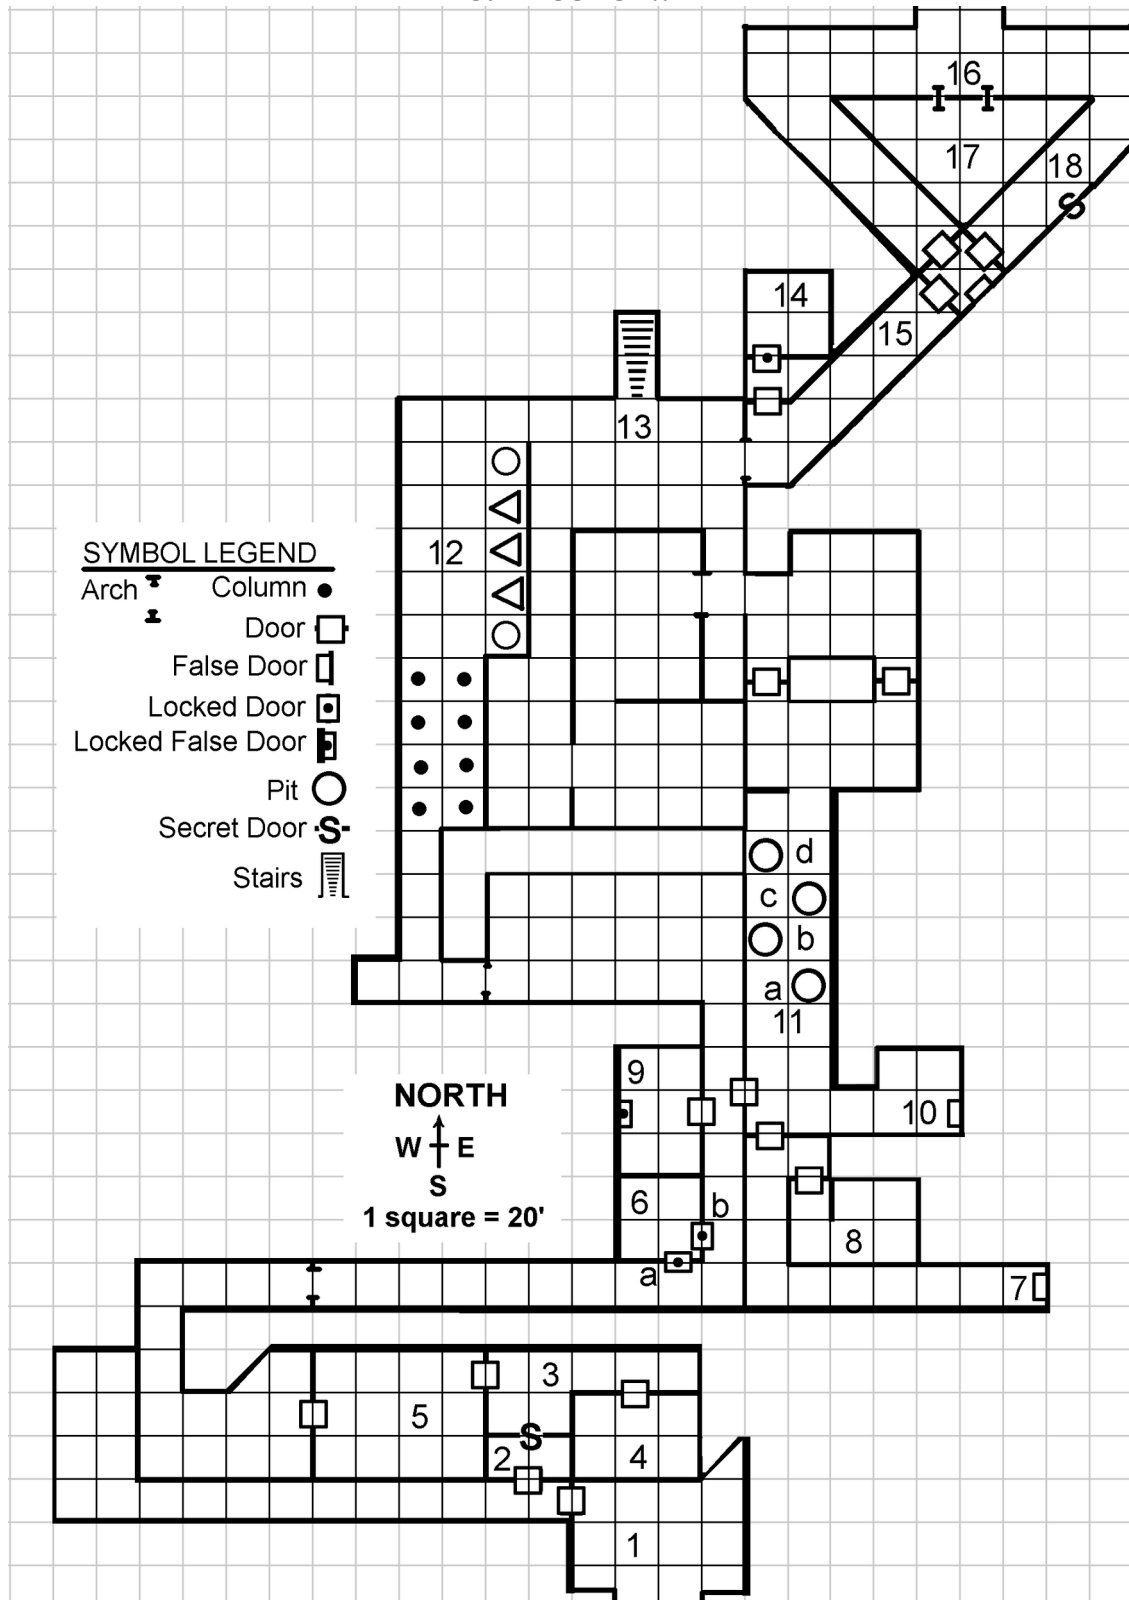 16
17
18
14
15
13
12
SYMBOL LEGEND
Arch Column
Door
False Door
Locked Door
Locked False Door
Pit
Secret Door S
Stairs
S
d
c
b
a
11
9
10
NORTH
W E
S
1 square = 20'
6
b
8
a
7
3
5
S
2
4
1